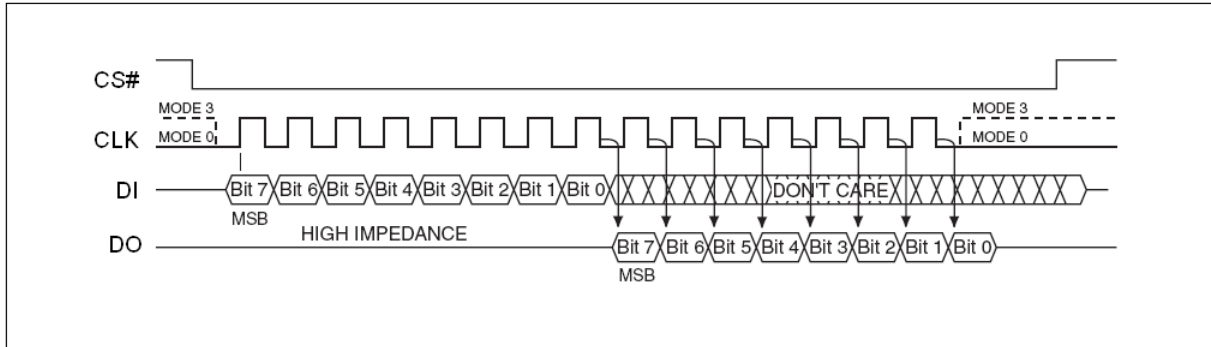 CS#
MODE 3 MODE 3
CLK MODE 0 MODE 0
DI Bit 7 Bit 6 Bit 5 Bit 4 Bit 3 Bit 2 Bit 1 Bit 0 DON'T CARE
MSB
HIGH IMPEDANCE
DO Bit 7 Bit 6 Bit 5 Bit 4 Bit 3 Bit 2 Bit 1 Bit 0
MSB